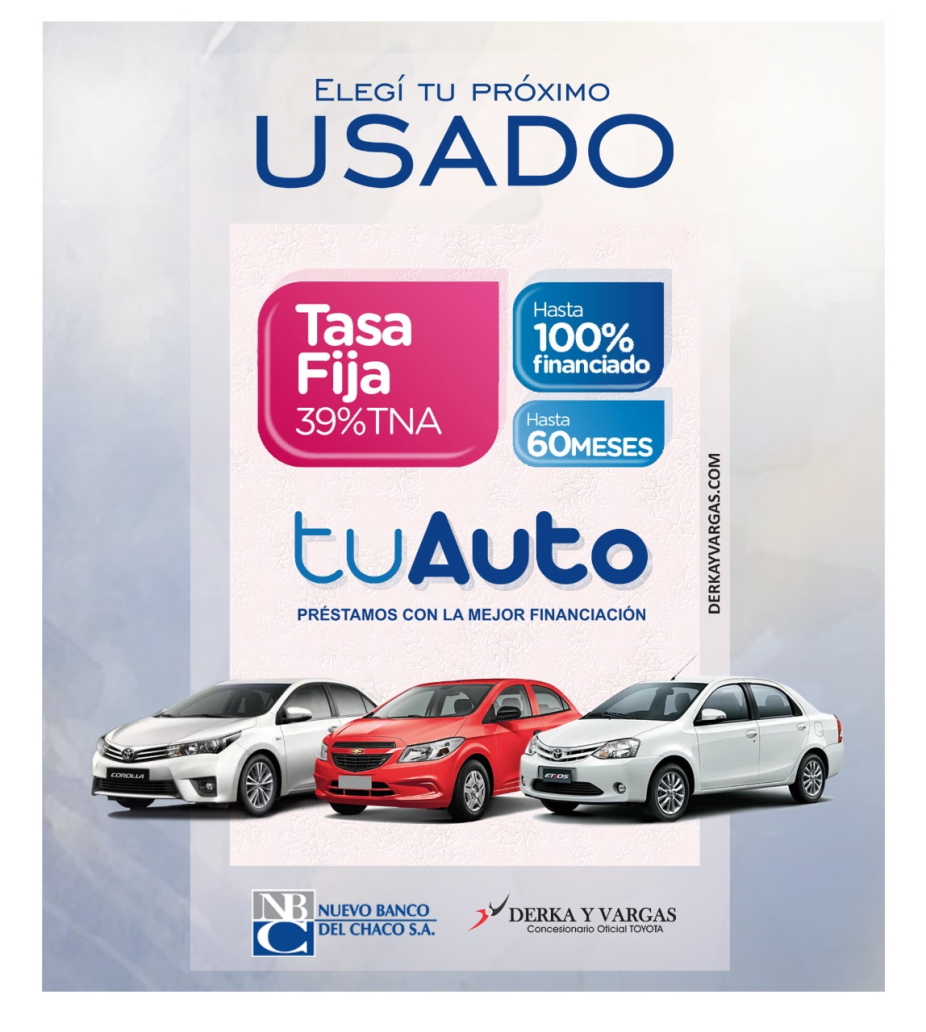 ELEGÍ TU PRÓXIMO
USADO
Tasa
Fija
39%TNA
Hasta
100%
financiado
Hasta
60MESES
tuAuto
PRÉSTAMOS CON LA MEJOR FINANCIACIÓN
DERKAYVARGAS.COM
COROLLA
ETIOS
NBC
NUEVO BANCO
DEL CHACO S.A.
DERKA Y VARGAS
Concesionario Oficial TOYOTA